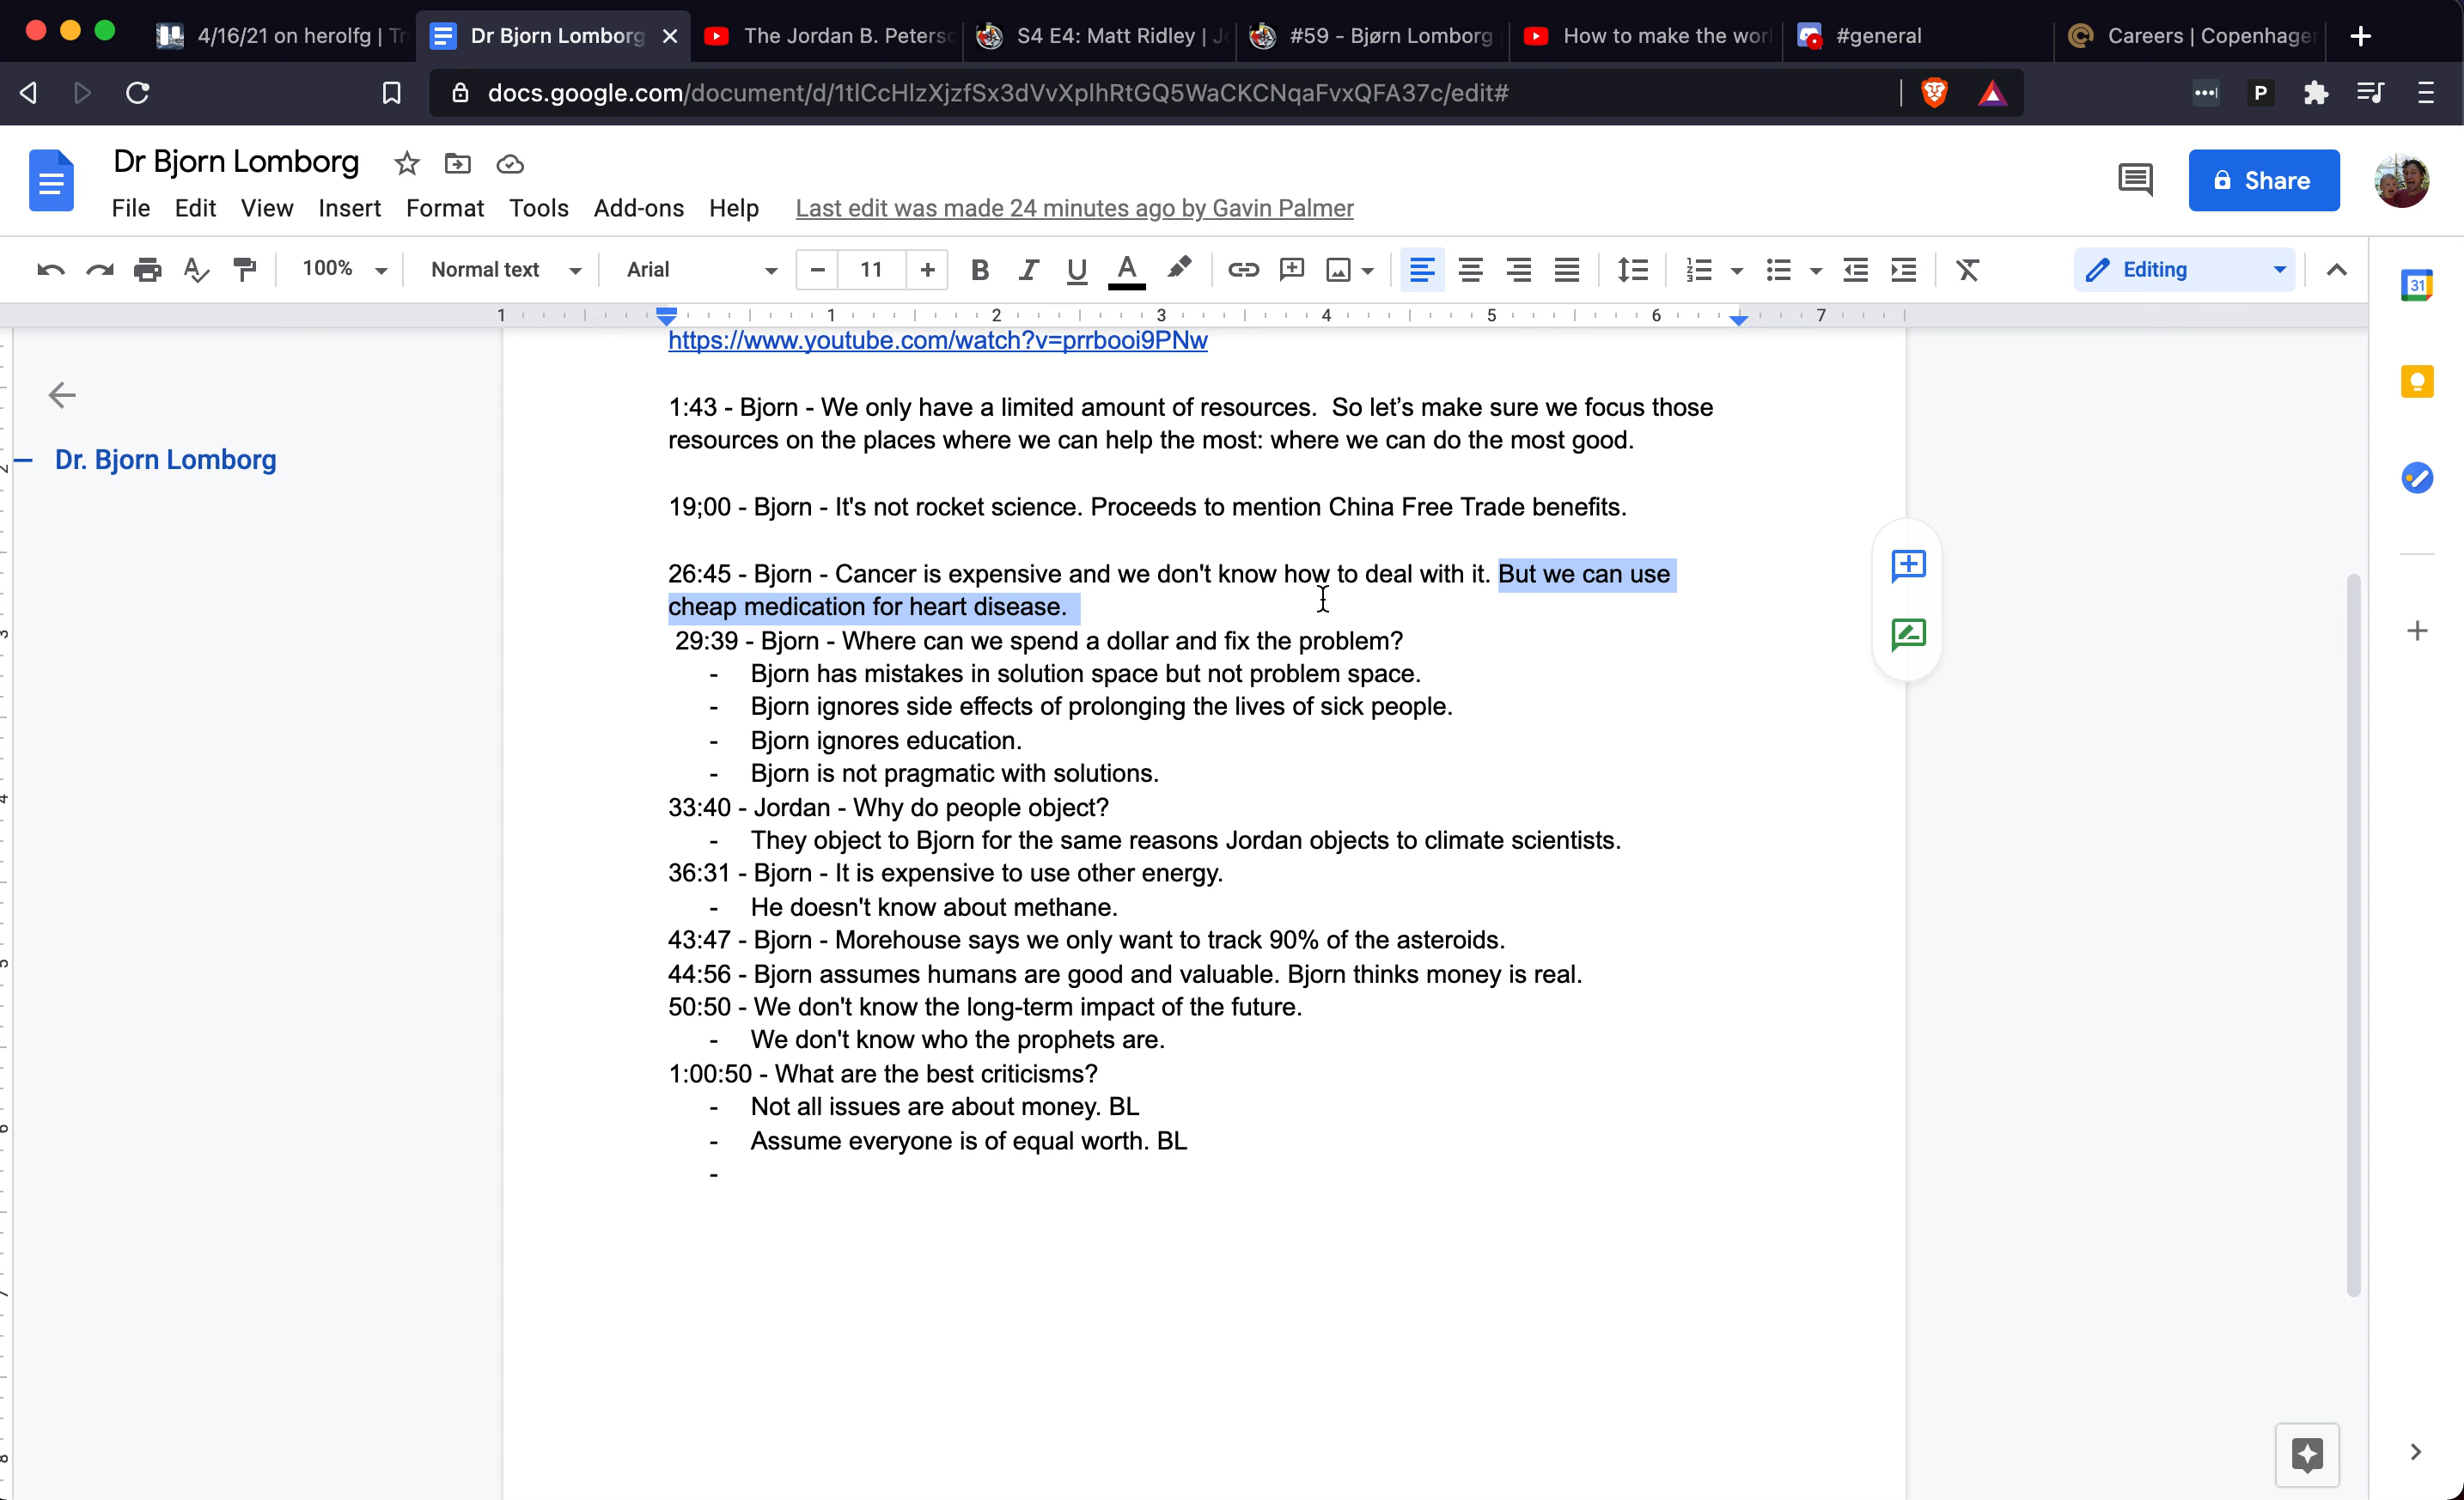 4/16/21 on herolfg | Tr
Dr Bjorn Lomborg
The Jordan B. Peterso
S4 E4: Matt Ridley | Jo
#59 - Bjørn Lomborg
How to make the worl
#general
Careers | Copenhagen
docs.google.com/document/d/1tlCcHlzXjzfSx3dVvXplhRtGQ5WaCKCNqaFvxQFA37c/edit#
P
Dr Bjorn Lomborg
Share
File Edit View Insert Format Tools Add-ons Help Last edit was made 24 minutes ago by Gavin Palmer
100% Normal text Arial − 11 + B I U A Editing
31
1 1 2 3 4 5 6 7
https://www.youtube.com/watch?v=prrbooi9PNw
1:43 - Bjorn - We only have a limited amount of resources.  So let’s make sure we focus those
resources on the places where we can help the most: where we can do the most good.
Dr. Bjorn Lomborg
19;00 - Bjorn - It's not rocket science. Proceeds to mention China Free Trade benefits.
26:45 - Bjorn - Cancer is expensive and we don't know how to deal with it. But we can use
cheap medication for heart disease.
29:39 - Bjorn - Where can we spend a dollar and fix the problem?
- Bjorn has mistakes in solution space but not problem space.
- Bjorn ignores side effects of prolonging the lives of sick people.
- Bjorn ignores education.
- Bjorn is not pragmatic with solutions.
33:40 - Jordan - Why do people object?
- They object to Bjorn for the same reasons Jordan objects to climate scientists.
36:31 - Bjorn - It is expensive to use other energy.
- He doesn't know about methane.
43:47 - Bjorn - Morehouse says we only want to track 90% of the asteroids.
44:56 - Bjorn assumes humans are good and valuable. Bjorn thinks money is real.
50:50 - We don't know the long-term impact of the future.
- We don't know who the prophets are.
1:00:50 - What are the best criticisms?
- Not all issues are about money. BL
- Assume everyone is of equal worth. BL
-